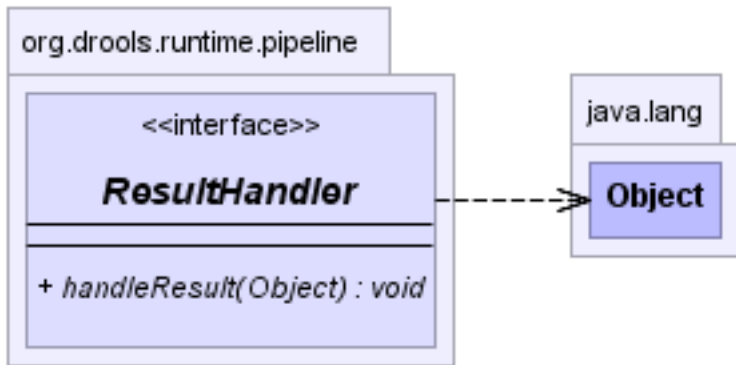 org.drools.runtime.pipeline
<<interface>>
ResultHandler
+ handleResult(Object) : void
java.lang
Object